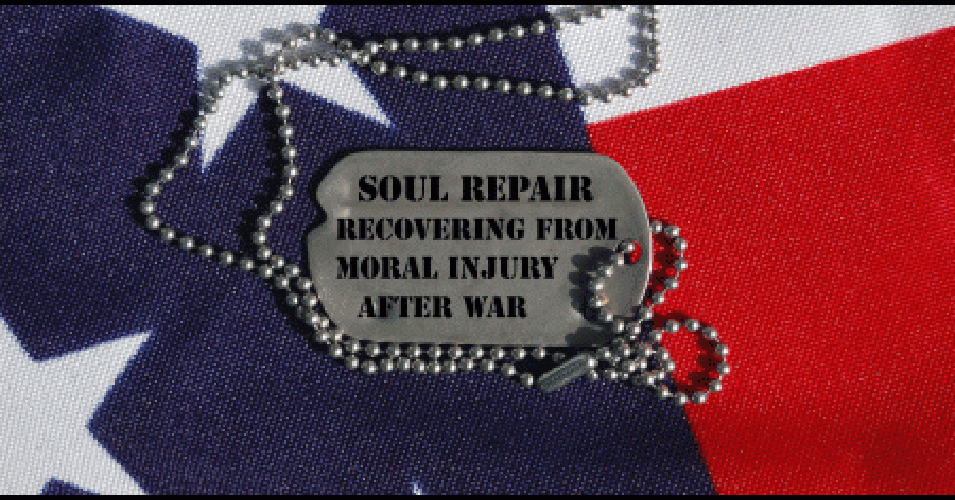 SOUL REPAIR
RECOVERING FROM
MORAL INJURY
AFTER WAR